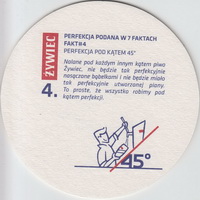 ŻYWIEC
PERFEKCJA PODANA W 7 FAKTACH
FAKT#4
PERFEKCJA POD KĄTEM 45°
4.
Nalane pod każdym innym kątem piwo
Żywiec, nie będzie tak perfekcyjnie
nasączone bąbelkami i nie będzie miało
tak perfekcyjnie utworzonej piany.
To proste, że wszystko robimy pod
kątem perfekcji.
45°